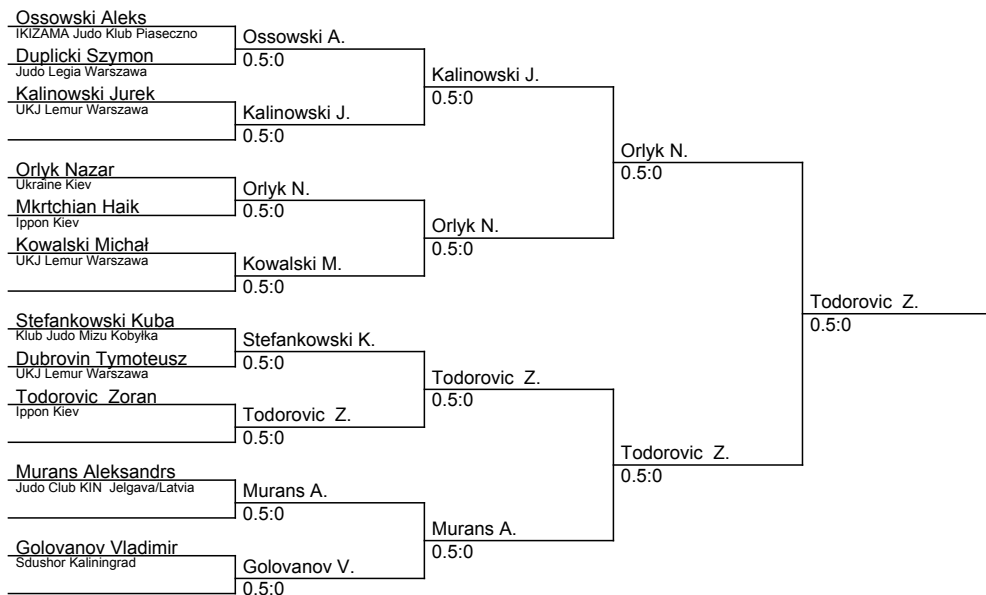 Ossowski Aleks
IKIZAMA Judo Klub Piaseczno
Duplicki Szymon
Judo Legia Warszawa
Kalinowski Jurek
UKJ Lemur Warszawa
Orlyk Nazar
Ukraine Kiev
Mkrtchian Haik
Ippon Kiev
Kowalski Michał
UKJ Lemur Warszawa
Stefankowski Kuba
Klub Judo Mizu Kobyłka
Dubrovin Tymoteusz
UKJ Lemur Warszawa
Todorovic Zoran
Ippon Kiev
Murans Aleksandrs
Judo Club KIN Jelgava/Latvia
Golovanov Vladimir
Sdushor Kaliningrad
Ossowski A.
0.5:0
Kalinowski J.
0.5:0
Orlyk N.
0.5:0
Kowalski M.
0.5:0
Stefankowski K.
0.5:0
Todorovic Z.
0.5:0
Murans A.
0.5:0
Golovanov V.
0.5:0
Kalinowski J.
0.5:0
Orlyk N.
0.5:0
Todorovic Z.
0.5:0
Murans A.
0.5:0
Orlyk N.
0.5:0
Todorovic Z.
0.5:0
Todorovic Z.
0.5:0